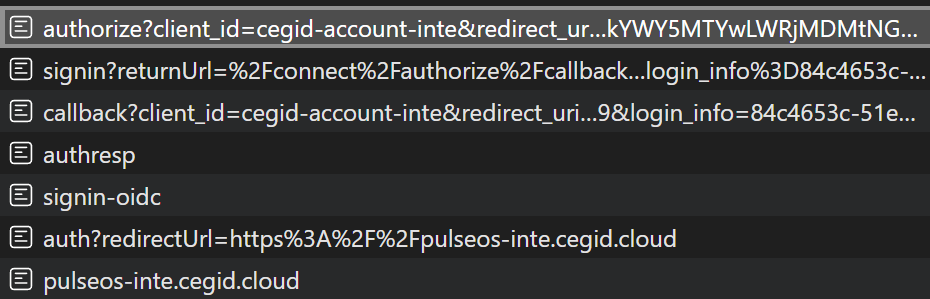 authorize?client_id=cegid-account-inte&redirect_ur...kYWY5MTYwLWRjMDMtNG...
signin?returnUrl=%2Fconnect%2Fauthorize%2Fcallback...login_info%3D84c4653c-...
callback?client_id=cegid-account-inte&redirect_uri...9&login_info=84c4653c-51e...
authresp
signin-oidc
auth?redirectUrl=https%3A%2F%2Fpulseos-inte.cegid.cloud
pulseos-inte.cegid.cloud